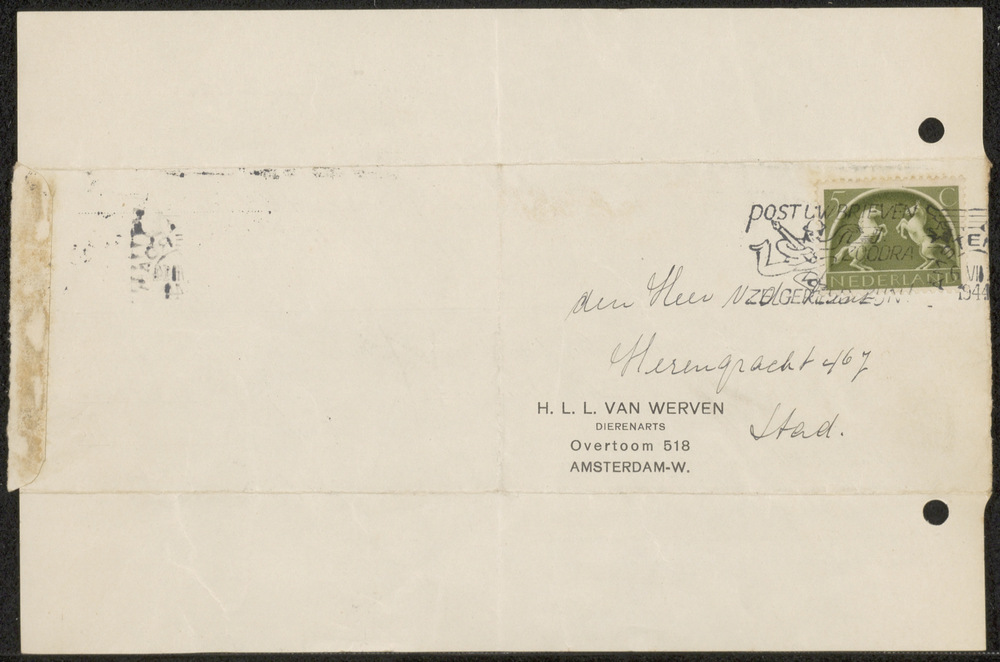 5 C
NEDERLAND
POST UW BRIEVEN
ZOODRA
1944
den Heer
Herengracht 467
Stad.
H. L. L. VAN WERVEN
DIERENARTS
Overtoom 518
AMSTERDAM-W.